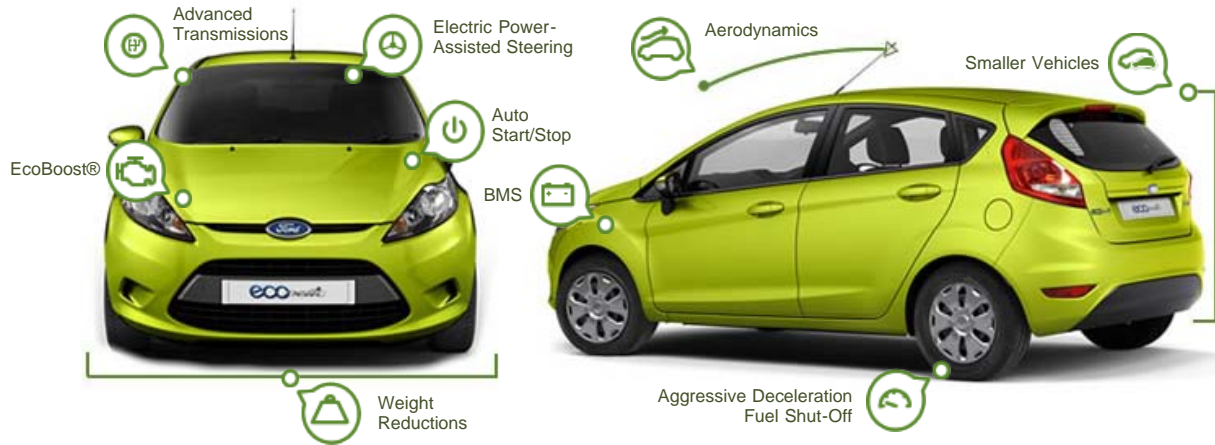 Advanced
Transmissions
Electric Power-
Assisted Steering
Aerodynamics
Smaller Vehicles
Auto
Start/Stop
EcoBoost®
BMS
Ford
eco
eco
Aggressive Deceleration
Fuel Shut-Off
Weight
Reductions